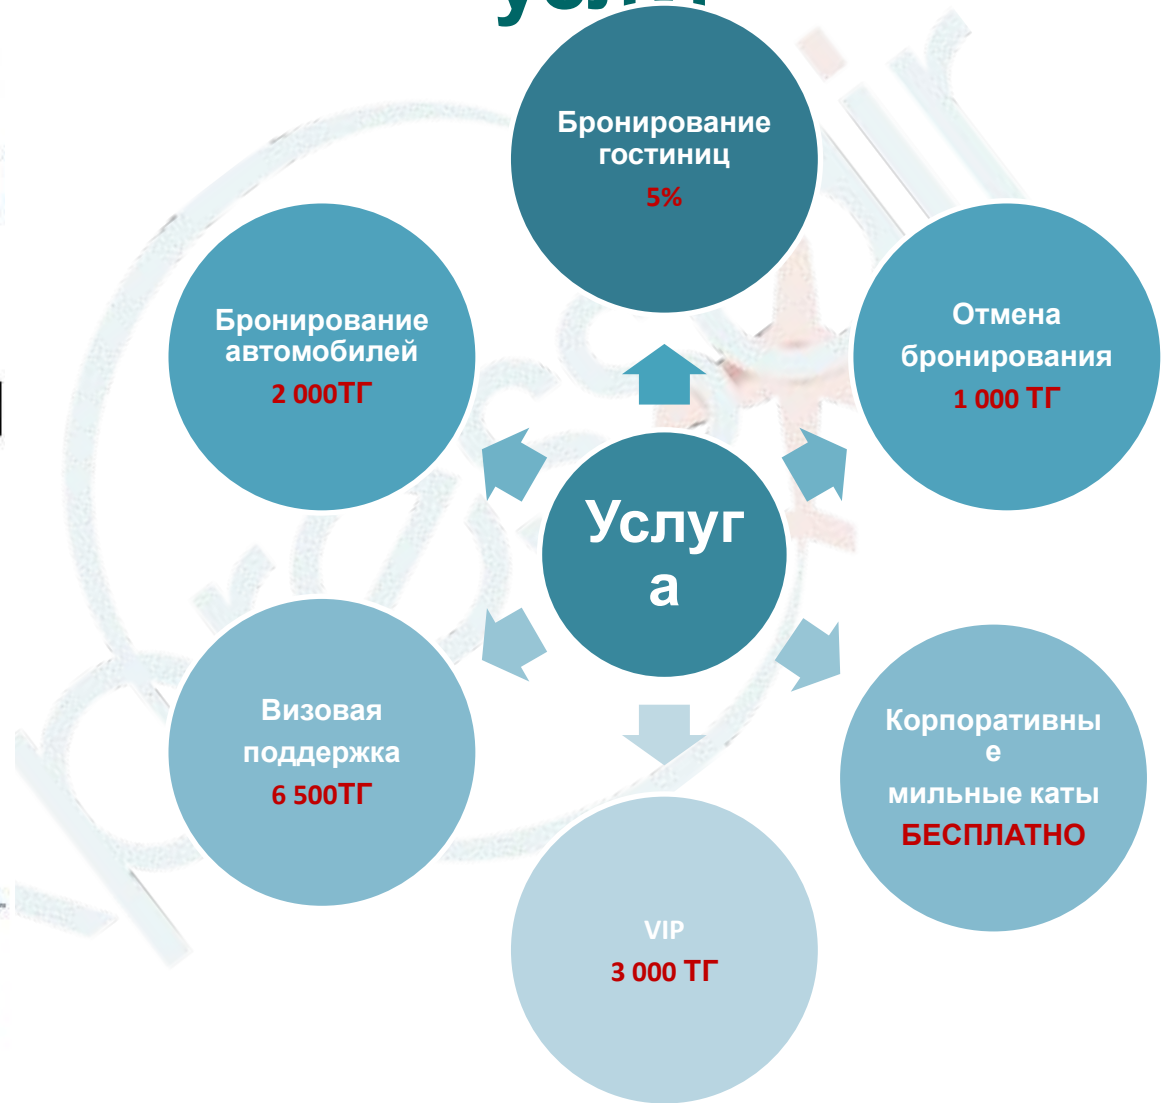 Бронирование
гостиниц
5%
Отмена
бронирования
1 000 ТГ
Корпоративны
е
мильные каты
БЕСПЛАТНО
VIP
3 000 ТГ
Визовая
поддержка
6 500ТГ
Бронирование
автомобилей
2 000ТГ
Услуг
а